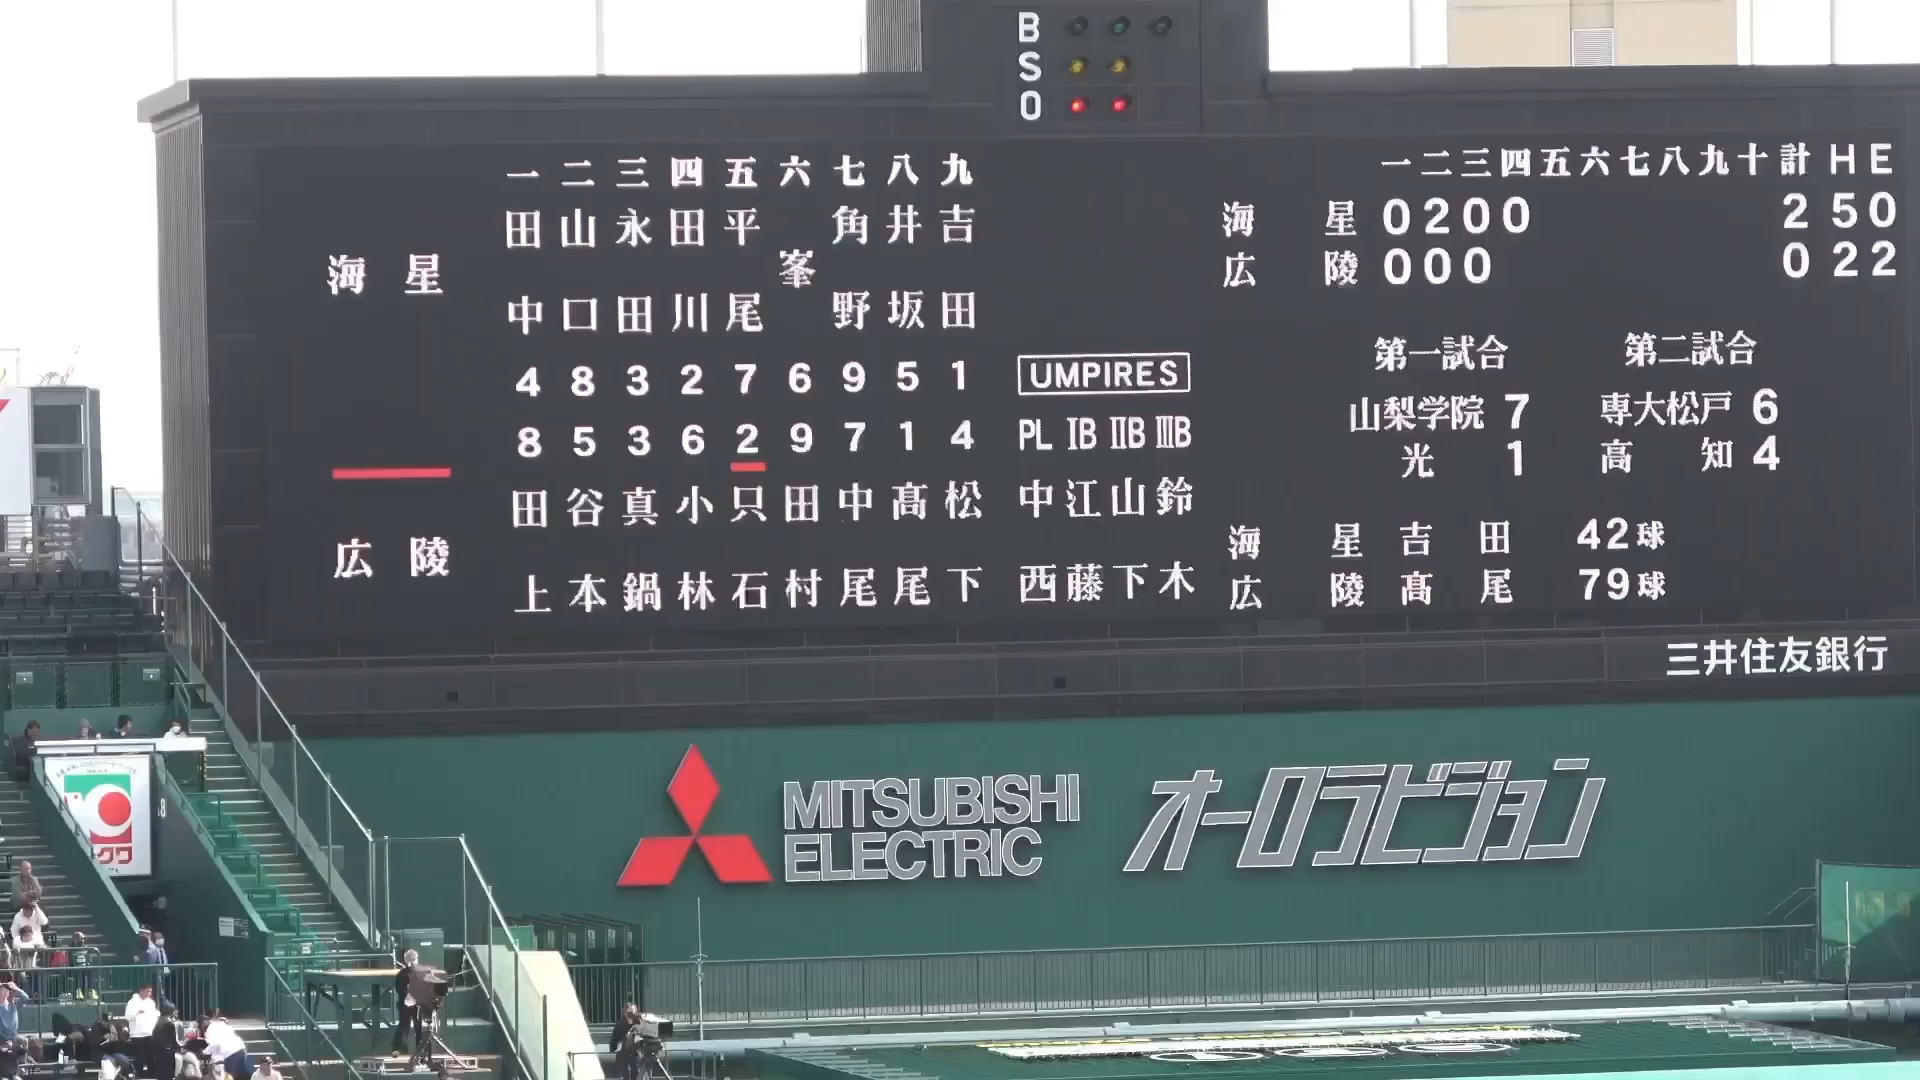 B
S
O
一 二 三 四 五 六 七 八 九
田中 山口 永田 田川 平尾 峯 角野 井坂 吉田
海星
4 8 3 2 7 6 9 5 1
8 5 3 6 2 9 7 1 4
田上 谷本 真鍋 小林 只石 田村 中尾 髙尾 松下
広陵
UMPIRES
PL IB IIB IIIB
中西 江藤 山下 鈴木
一 二 三 四 五 六 七 八 九 十 計 H E
海星 0 2 0 0 2 5 0
広陵 0 0 0 0 2 2
第一試合 第二試合
山梨学院 7 専大松戸 6
光 1 高知 4
海星 吉田 42球
広陵 髙尾 79球
三井住友銀行
MITSUBISHI ELECTRIC オーロラビジョン
8